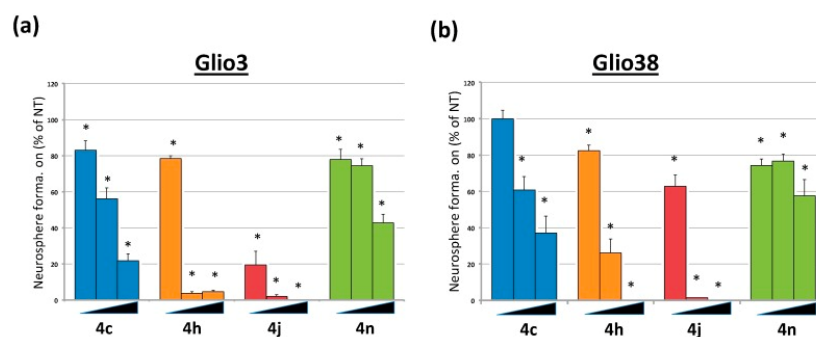 (a)
Glio3
Neurosphere forma. on (% of NT)
120
100
80
60
40
20
0
* * * * * * * * * * * *
4c 4h 4j 4n
(b)
Glio38
Neurosphere forma. on (% of NT)
120
100
80
60
40
20
0
* * * * * * * * * * *
4c 4h 4j 4n